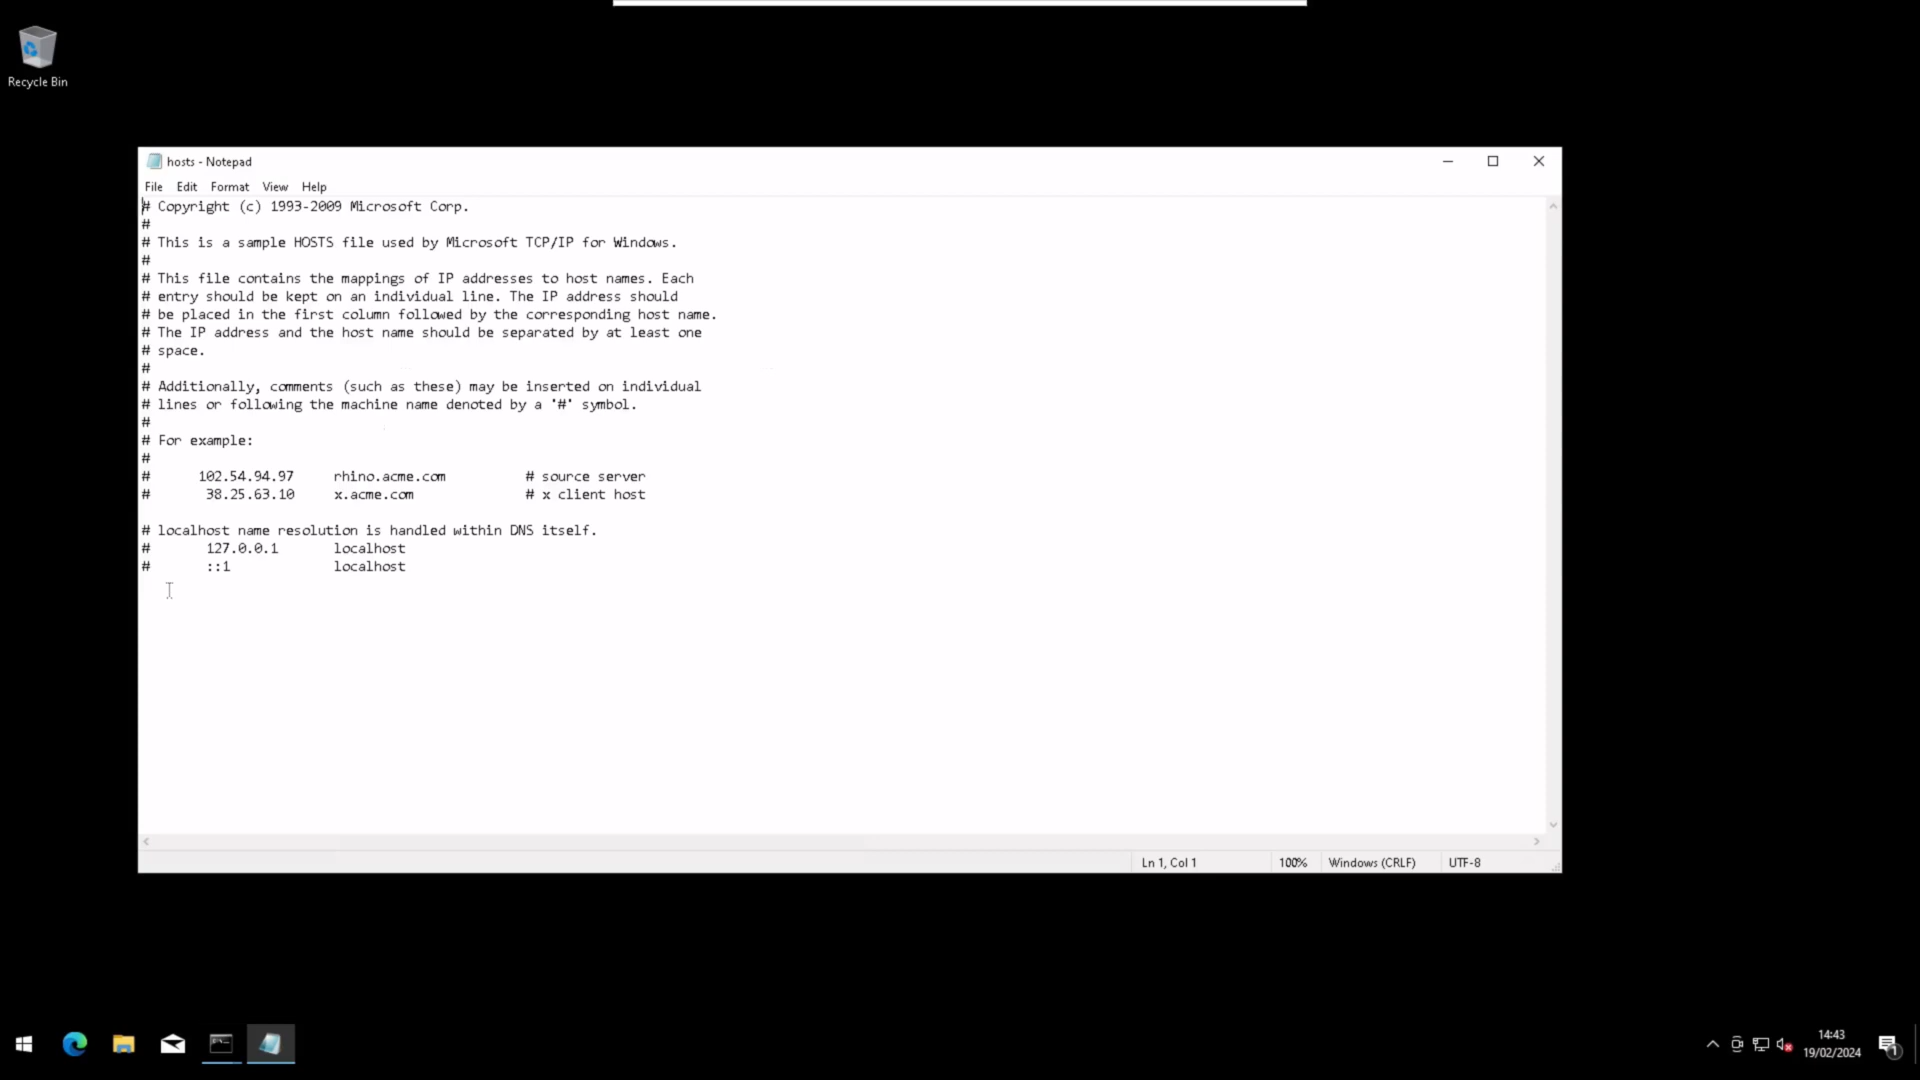 Recycle Bin
hosts - Notepad
File Edit Format View Help
# Copyright (c) 1993-2009 Microsoft Corp.
#
# This is a sample HOSTS file used by Microsoft TCP/IP for Windows.
#
# This file contains the mappings of IP addresses to host names. Each
# entry should be kept on an individual line. The IP address should
# be placed in the first column followed by the corresponding host name.
# The IP address and the host name should be separated by at least one
# space.
#
# Additionally, comments (such as these) may be inserted on individual
# lines or following the machine name denoted by a '#' symbol.
#
# For example:
#
#      102.54.94.97     rhino.acme.com          # source server
#       38.25.63.10     x.acme.com              # x client host

# localhost name resolution is handled within DNS itself.
#       127.0.0.1       localhost
#       ::1             localhost
Ln 1, Col 1 100% Windows (CRLF) UTF-8
14:43
19/02/2024
1